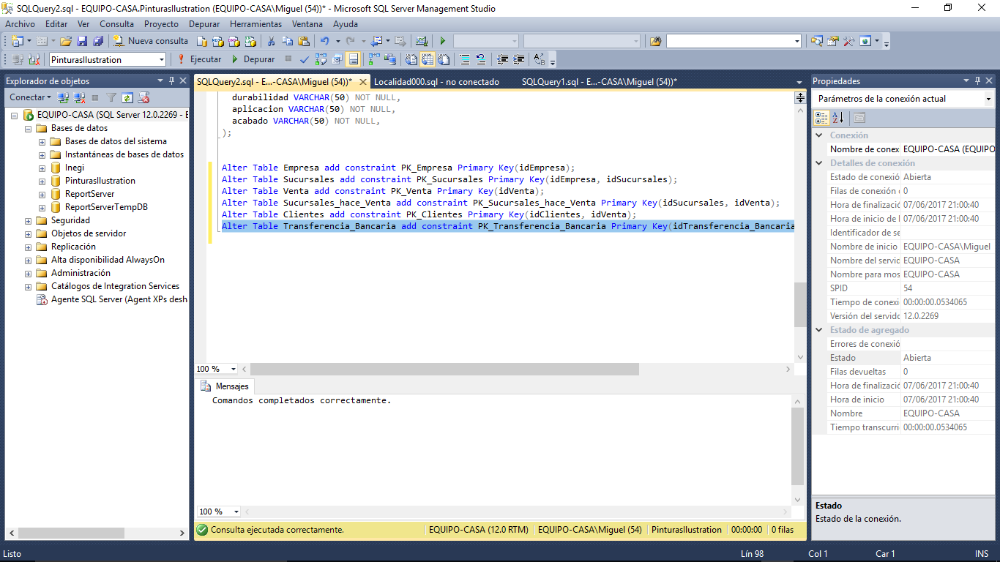 SQLQuery2.sql - EQUIPO-CASA.PinturasIlustration (EQUIPO-CASA\Miguel (54))* - Microsoft SQL Server Management Studio
Archivo Editar Ver Consulta Proyecto Depurar Herramientas Ventana Ayuda
Nueva consulta
PinturasIlustration Ejecutar Depurar
Explorador de objetos
Conectar
EQUIPO-CASA (SQL Server 12.0.2269 - E
Bases de datos
Bases de datos del sistema
Instantáneas de bases de datos
Inegi
PinturasIlustration
ReportServer
ReportServerTempDB
Seguridad
Objetos de servidor
Replicación
Alta disponibilidad AlwaysOn
Administración
Catálogos de Integration Services
Agente SQL Server (Agent XPs desh
SQLQuery2.sql - E...-CASA\Miguel (54))* Localidad000.sql - no conectado SQLQuery1.sql - E...-CASA\Miguel (54))*
durabilidad VARCHAR(50) NOT NULL,
aplicacion VARCHAR(50) NOT NULL,
acabado VARCHAR(50) NOT NULL,
);
Alter Table Empresa add constraint PK_Empresa Primary Key(idEmpresa);
Alter Table Sucursales add constraint PK_Sucursales Primary Key(idEmpresa, idSucursales);
Alter Table Venta add constraint PK_Venta Primary Key(idVenta);
Alter Table Sucursales_hace_Venta add constraint PK_Sucursales_hace_Venta Primary Key(idSucursales, idVenta);
Alter Table Clientes add constraint PK_Clientes Primary Key(idClientes, idVenta);
Alter Table Transferencia_Bancaria add constraint PK_Transferencia_Bancaria Primary Key(idTransferencia_Bancaria
100 %
Mensajes
Comandos completados correctamente.
100 %
Consulta ejecutada correctamente. EQUIPO-CASA (12.0 RTM) EQUIPO-CASA\Miguel (54) PinturasIlustration 00:00:00 0 filas
Propiedades
Parámetros de la conexión actual
Conexión
Nombre de conex EQUIPO-CASA (EQUIPO
Detalles de conexión
Estado de conexió Abierta
Filas de conexión 0
Hora de finalizació 07/06/2017 21:00:40
Hora de inicio de l 07/06/2017 21:00:40
Identificador de se
Nombre de inicio EQUIPO-CASA\Miguel
Nombre del servid EQUIPO-CASA
Nombre para mos EQUIPO-CASA
SPID 54
Tiempo de conexi 00:00:00.0534065
Versión del servido 12.0.2269
Estado de agregado
Errores de conexió
Estado Abierta
Filas devueltas 0
Hora de finalizació 07/06/2017 21:00:40
Hora de inicio 07/06/2017 21:00:40
Nombre EQUIPO-CASA
Tiempo transcurri 00:00:00.0534065
Estado
Estado de la conexión.
Listo Lín 98 Col 1 Car 1 INS